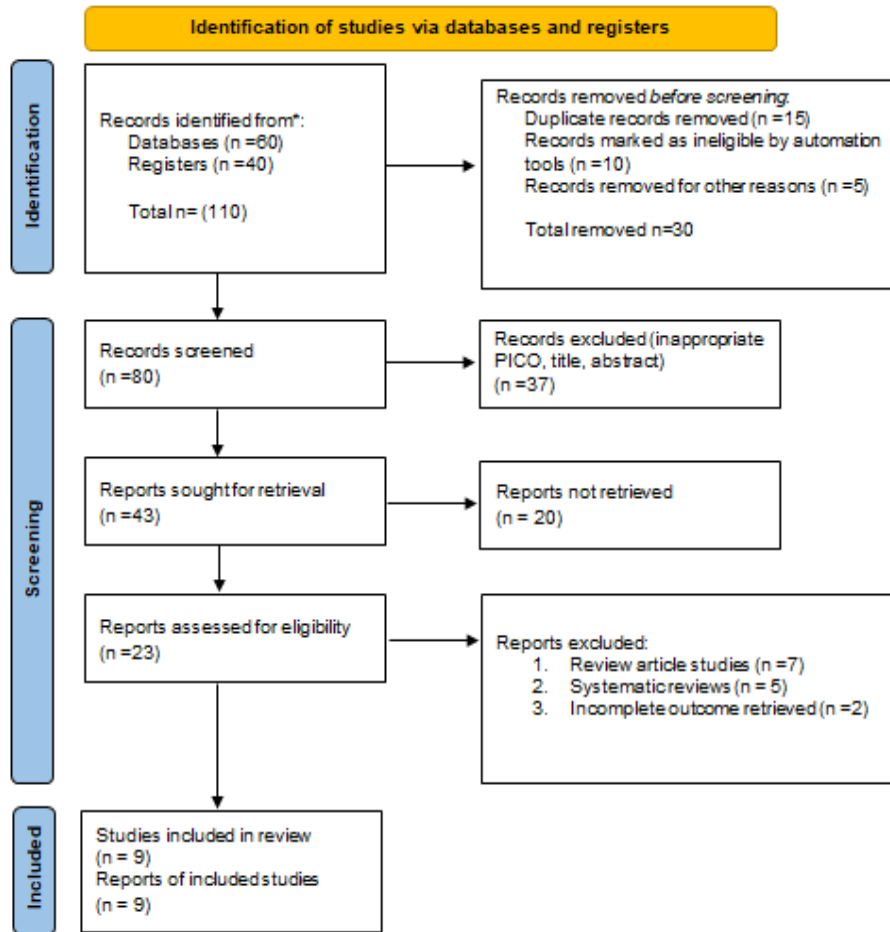 Identification of studies via databases and registers
Identification
Records identified from*:
Databases (n =60)
Registers (n =40)
Total n= (110)
Records removed before screening:
Duplicate records removed (n =15)
Records marked as ineligible by automation
tools (n =10)
Records removed for other reasons (n =5)
Total removed n=30
Screening
Records screened
(n =80)
Records excluded (inappropriate
PICO, title, abstract)
(n =37)
Reports sought for retrieval
(n =43)
Reports not retrieved
(n = 20)
Reports assessed for eligibility
(n =23)
Reports excluded:
1. Review article studies (n =7)
2. Systematic reviews (n = 5)
3. Incomplete outcome retrieved (n =2)
Included
Studies included in review
(n = 9)
Reports of included studies
(n = 9)